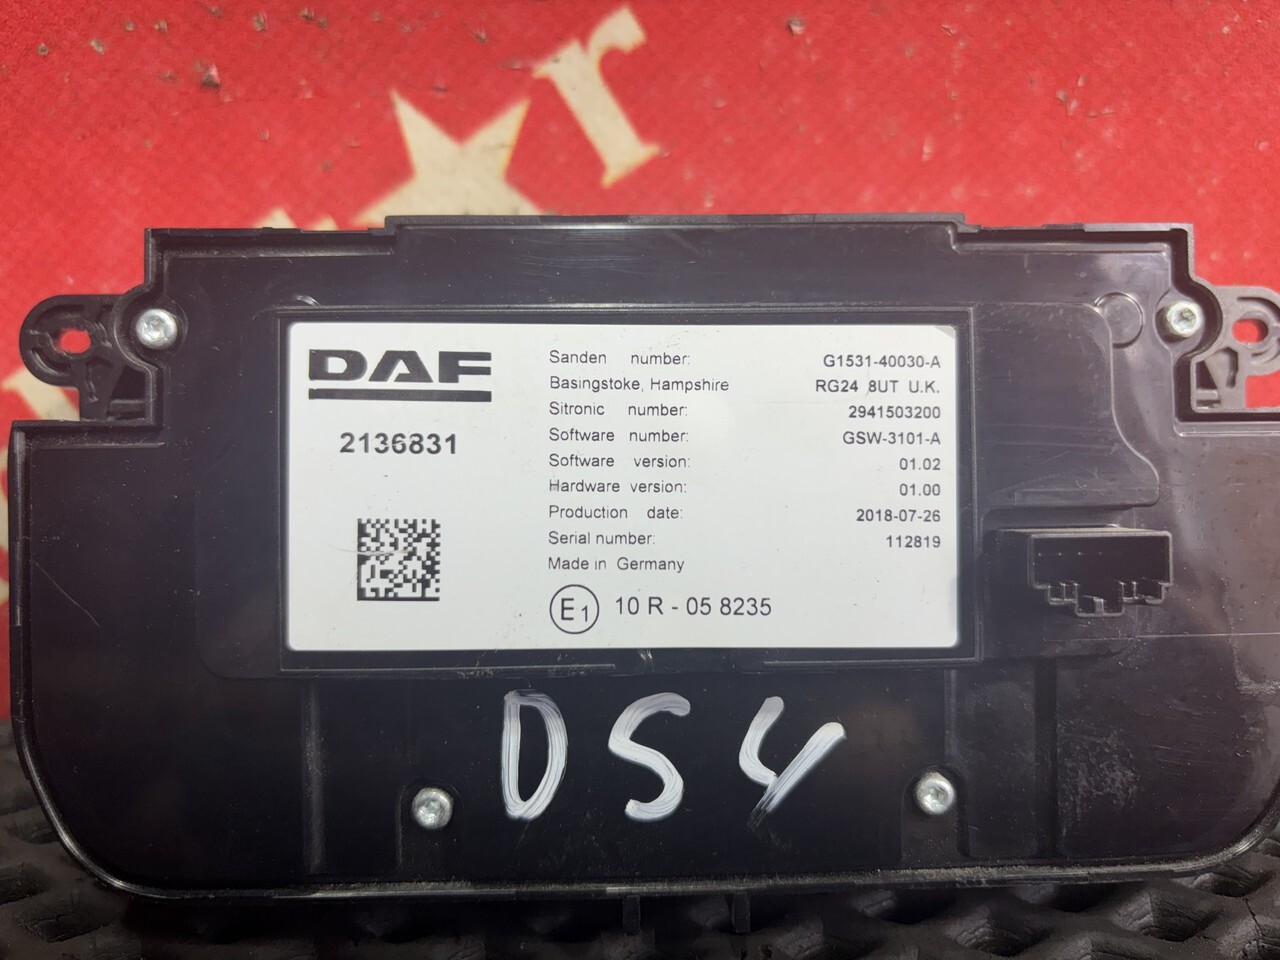 DAF
2136831
Sanden number: G1531-40030-A
Basingstoke, Hampshire RG24 8UT U.K.
Sitronic number: 2941503200
Software number: GSW-3101-A
Software version: 01.02
Hardware version: 01.00
Production date: 2018-07-26
Serial number: 112819
Made in Germany
E1 10 R - 05 8235
DS4